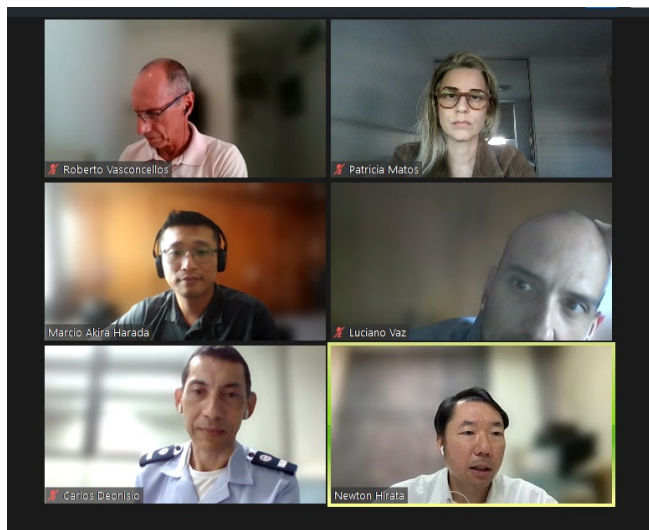 Roberto Vasconcellos
Patricia Matos
Marcio Akira Harada
Luciano Vaz
Carlos Deonisio
Newton Hirata